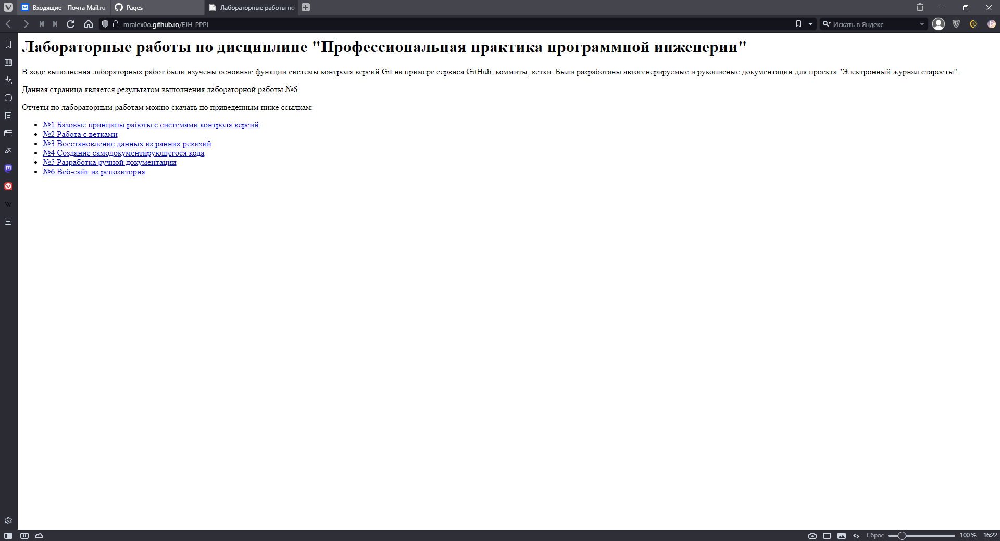 Входящие - Почта Mail.ru
Pages
Лабораторные работы по
mralex0o.github.io/EJH_PPPI
Искать в Яндекс
Лабораторные работы по дисциплине "Профессиональная практика программной инженерии"
В ходе выполнения лабораторных работ были изучены основные функции системы контроля версий Git на примере сервиса GitHub: коммиты, ветки. Были разработаны автогенерируемые и рукописные документации для проекта "Электронный журнал старосты".
Данная страница является результатом выполнения лабораторной работы №6.
Отчеты по лабораторным работам можно скачать по приведенным ниже ссылкам:
№1 Базовые принципы работы с системами контроля версий
№2 Работа с ветками
№3 Восстановление данных из ранних ревизий
№4 Создание самодокументирующегося кода
№5 Разработка ручной документации
№6 Веб-сайт из репозитория
W
Сброс
100 %
16:22